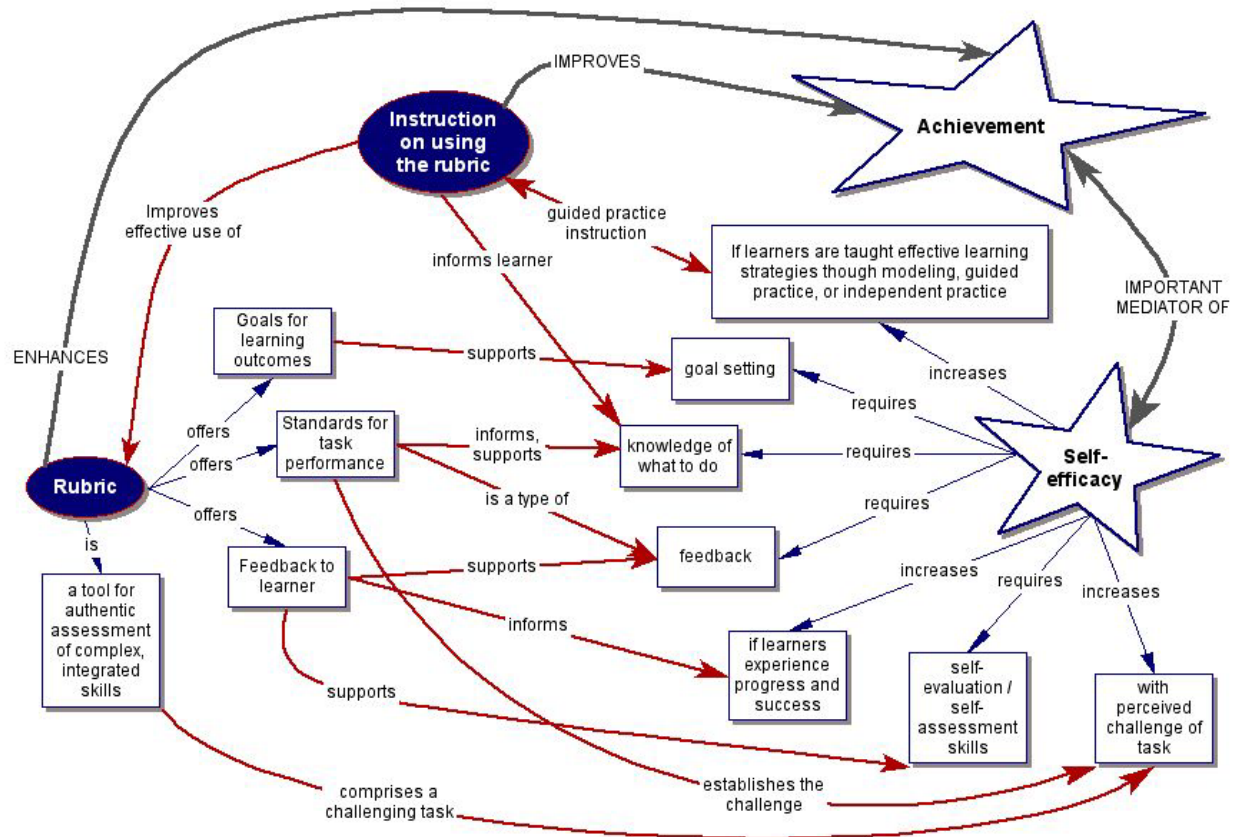 IMPROVES
Instruction
on using
the rubric
Achievement
Improves
effective use of
guided practice
instruction
informs learner
If learners are taught effective learning
strategies though modeling, guided
practice, or independent practice
IMPORTANT
MEDIATOR OF
ENHANCES
Goals for
learning
outcomes
supports
goal setting
increases
requires
offers
Standards for
task
performance
informs,
supports
knowledge of
what to do
requires
Self-
efficacy
offers
Rubric
is a type of
requires
offers
is
Feedback to
learner
supports
feedback
increases
requires
increases
a tool for
authentic
assessment
of complex,
integrated
skills
informs
if learners
experience
progress and
success
self-
evaluation /
self-
assessment
skills
with
perceived
challenge of
task
supports
establishes the
challenge
comprises a
challenging task